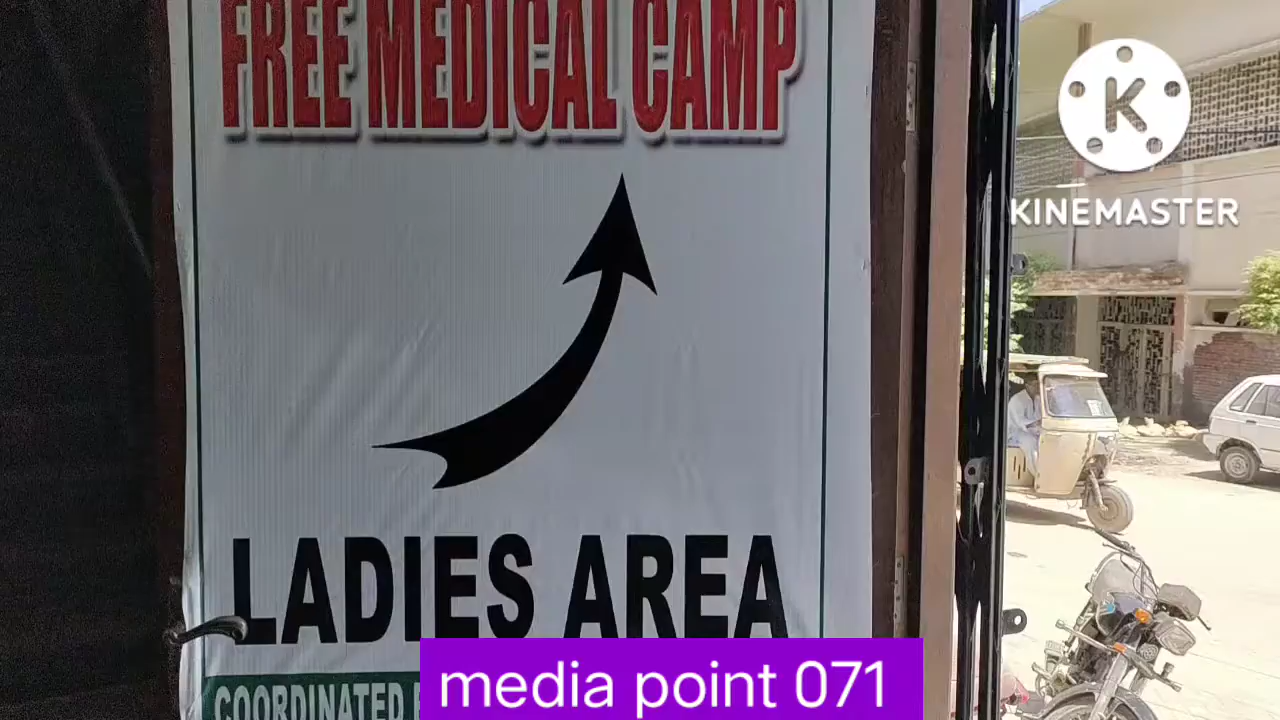 FREE MEDICAL CAMP
K
KINEMASTER
LADIES AREA
COORDINATED
media point 071